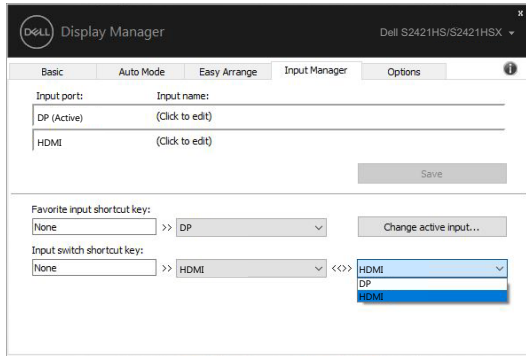 DELL Display Manager Dell S2421HS/S2421HSX
x
Basic Auto Mode Easy Arrange Input Manager Options i
Input port: Input name:
DP (Active) (Click to edit)
HDMI (Click to edit)
Save
Favorite input shortcut key:
None >> DP Change active input...
Input switch shortcut key:
None >> HDMI <<>> HDMI
DP
HDMI